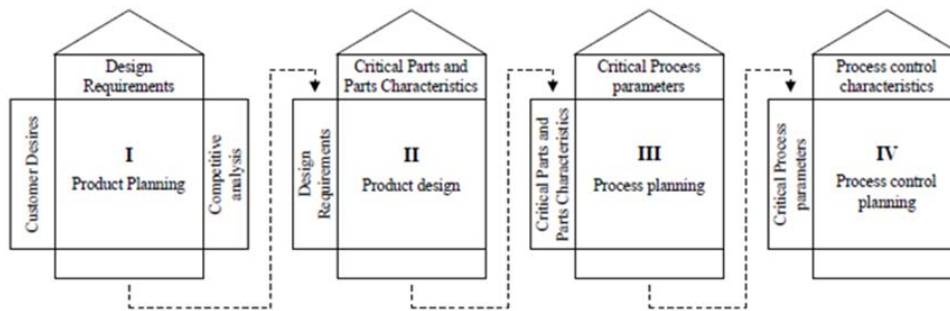 Design
Requirements
Customer Desires
I
Product Planning
Competitive
analysis
Critical Parts and
Parts Characteristics
Design
Requirements
II
Product design
Critical Process
parameters
Critical Parts and
Parts Characteristics
III
Process planning
Process control
characteristics
Critical Process
parameters
IV
Process control
planning